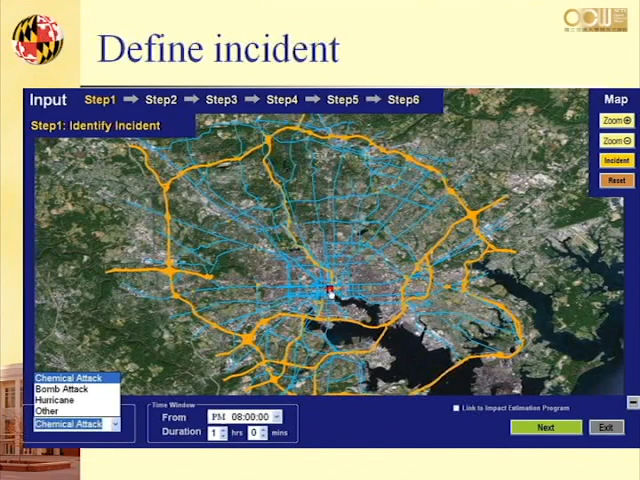 OCW
Define incident
Input Step1 Step2 Step3 Step4 Step5 Step6
Map
Step1: Identify Incident
Zoom
Zoom
Incident
Reset
Chemical Attack
Bomb Attack
Hurricane
Other
Chemical Attack
Time Window
From PM 08:00:00
Duration 1 hrs 0 mins
Link to Impact Estimation Program
Next
Exit